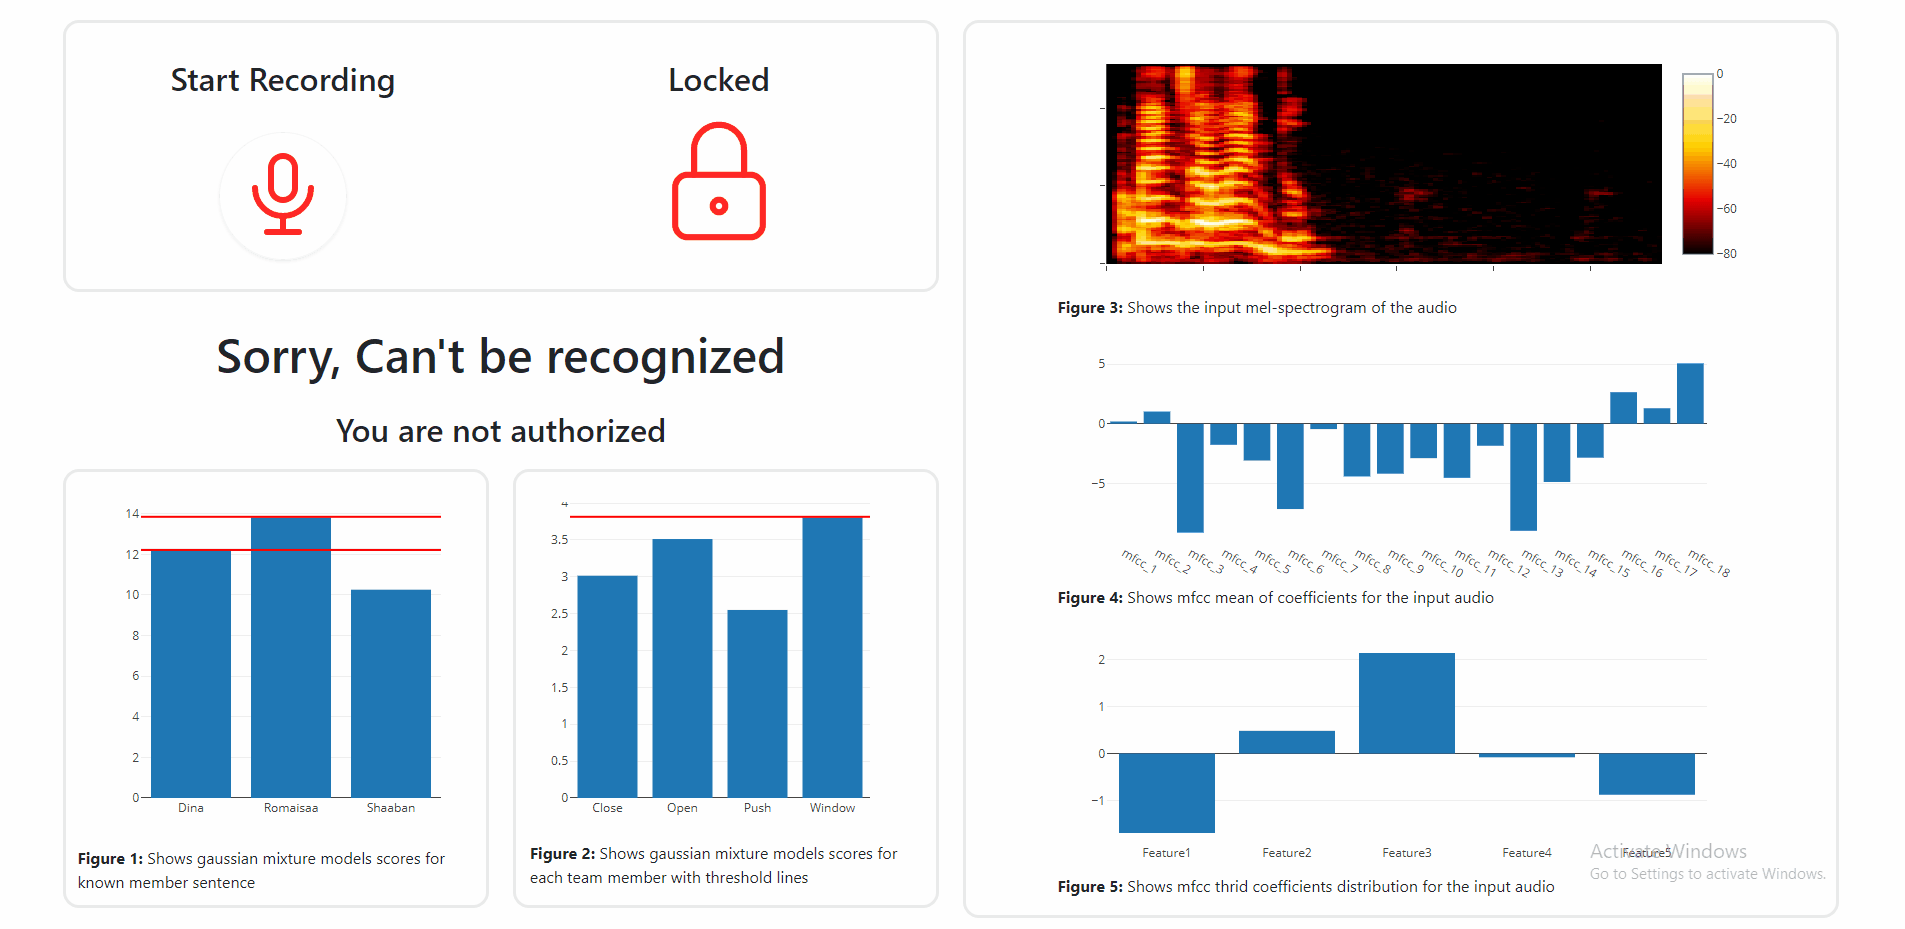 Start Recording
Locked
Sorry, Can't be recognized
You are not authorized
14
12
10
8
6
4
2
0
Dina Romaisaa Shaaban
Figure 1: Shows gaussian mixture models scores for
known member sentence
4
3.5
3
2.5
2
1.5
1
0.5
0
Close Open Push Window
Figure 2: Shows gaussian mixture models scores for
each team member with threshold lines
0
−20
−40
−60
−80
Figure 3: Shows the input mel-spectrogram of the audio
5
0
−5
mfcc_1 mfcc_2 mfcc_3 mfcc_4 mfcc_5 mfcc_6 mfcc_7 mfcc_8 mfcc_9 mfcc_10 mfcc_11 mfcc_12 mfcc_13 mfcc_14 mfcc_15 mfcc_16 mfcc_17 mfcc_18
Figure 4: Shows mfcc mean of coefficients for the input audio
2
1
0
−1
Feature1 Feature2 Feature3 Feature4 Feature5
Figure 5: Shows mfcc thrid coefficients distribution for the input audio
Activate Windows
Go to Settings to activate Windows.